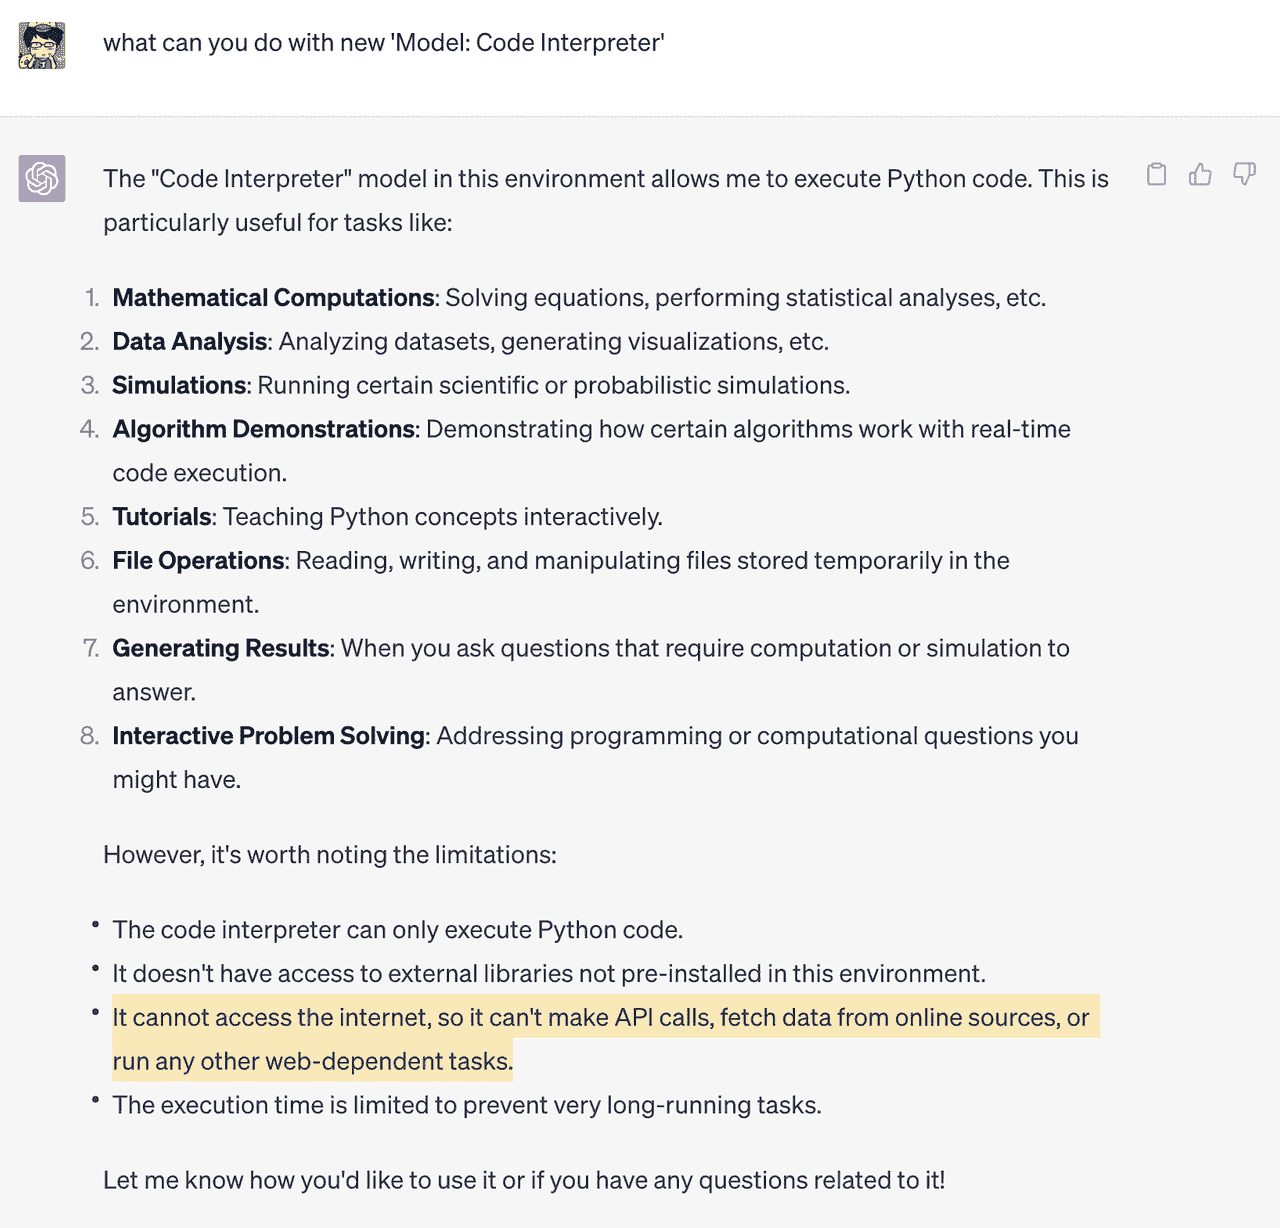 what can you do with new 'Model: Code Interpreter'
The "Code Interpreter" model in this environment allows me to execute Python code. This is
particularly useful for tasks like:
1. Mathematical Computations: Solving equations, performing statistical analyses, etc.
2. Data Analysis: Analyzing datasets, generating visualizations, etc.
3. Simulations: Running certain scientific or probabilistic simulations.
4. Algorithm Demonstrations: Demonstrating how certain algorithms work with real-time
code execution.
5. Tutorials: Teaching Python concepts interactively.
6. File Operations: Reading, writing, and manipulating files stored temporarily in the
environment.
7. Generating Results: When you ask questions that require computation or simulation to
answer.
8. Interactive Problem Solving: Addressing programming or computational questions you
might have.
However, it's worth noting the limitations:
• The code interpreter can only execute Python code.
• It doesn't have access to external libraries not pre-installed in this environment.
• It cannot access the internet, so it can't make API calls, fetch data from online sources, or
run any other web-dependent tasks.
• The execution time is limited to prevent very long-running tasks.
Let me know how you'd like to use it or if you have any questions related to it!